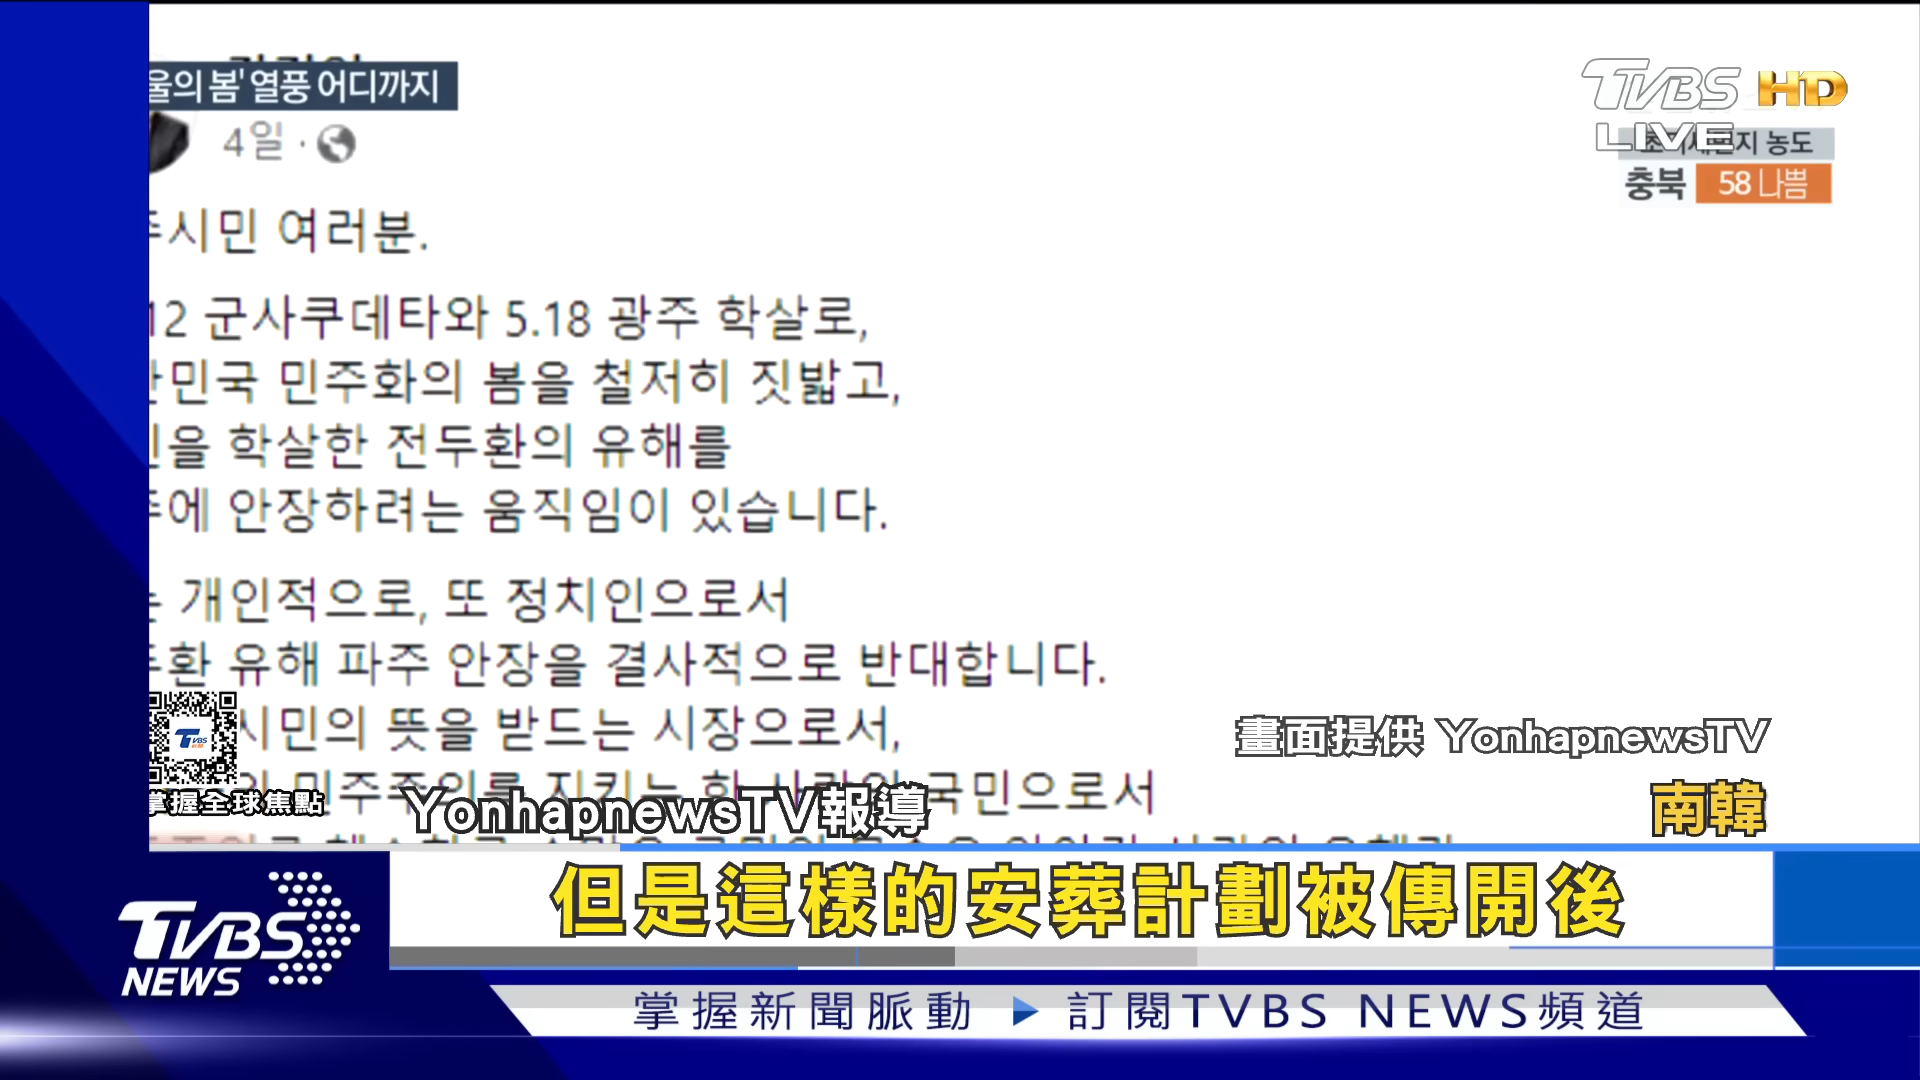 울의 봄' 열풍 어디까지
TVBS HD
LIVE
농도
충북 58 나쁨
4일
시민 여러분.
12 군사쿠데타와 5.18 광주 학살로,
민국 민주화의 봄을 철저히 짓밟고,
을 학살한 전두환의 유해를
에 안장하려는 움직임이 있습니다.
개인적으로, 또 정치인으로서
환 유해 파주 안장을 결사적으로 반대합니다.
시민의 뜻을 받드는 시장으로서,
국민으로서
TVBS
掌握全球焦點
畫面提供 YonhapnewsTV
YonhapnewsTV報導
南韓
但是這樣的安葬計劃被傳開後
TVBS NEWS
掌握新聞脈動 ▶ 訂閱TVBS NEWS頻道